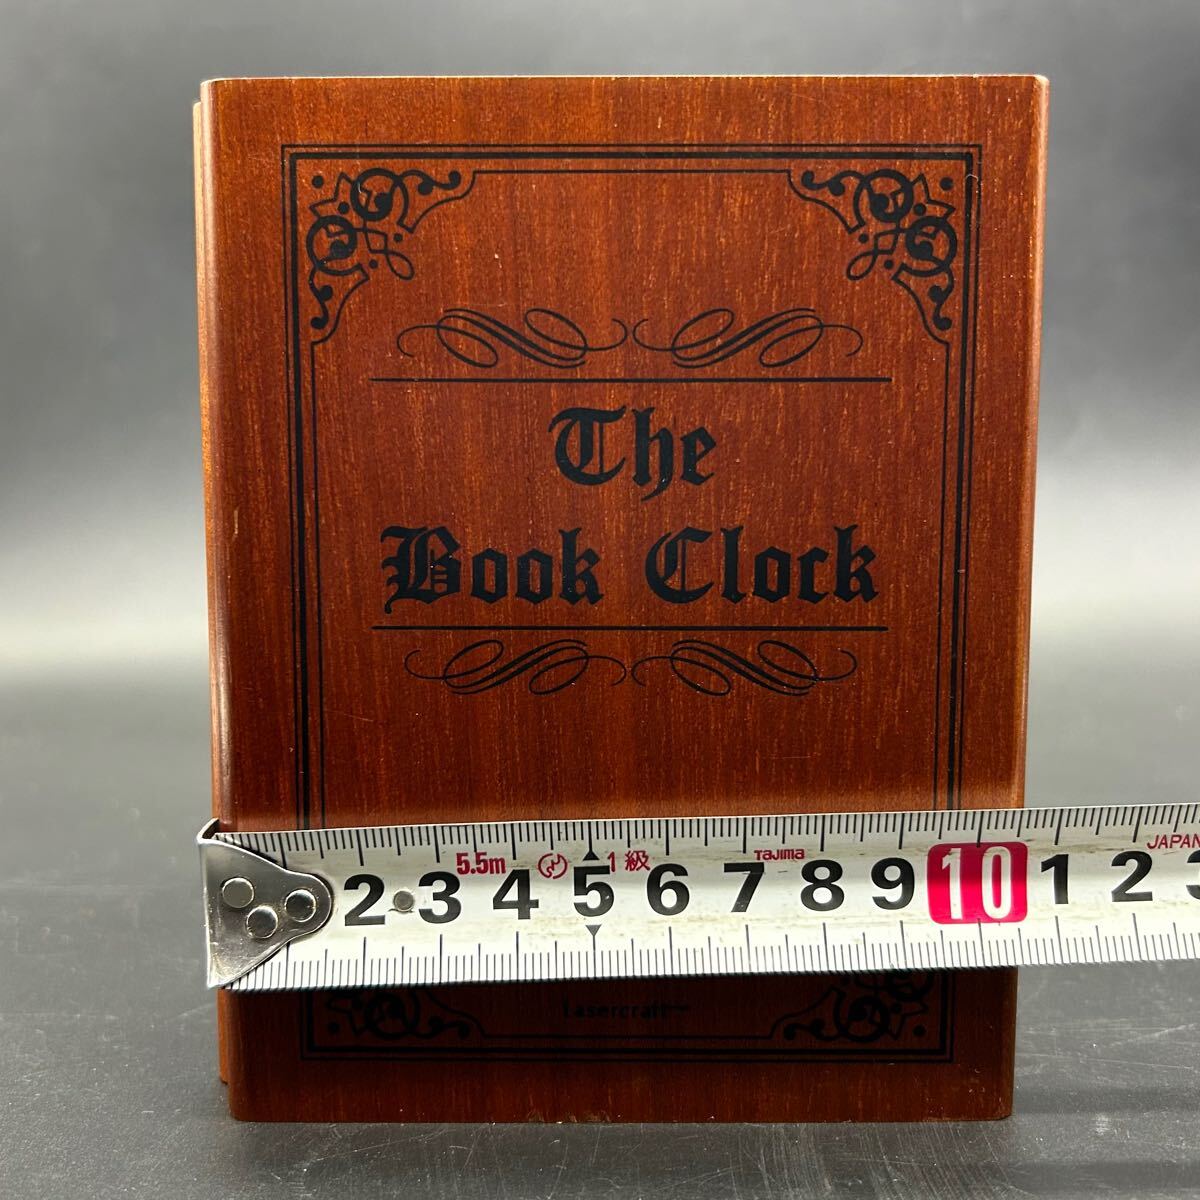 The
Book Clock
5.5m 1級 Tajima JAPAN
2 3 4 5 6 7 8 9 10 1 2 3
Lasercraft